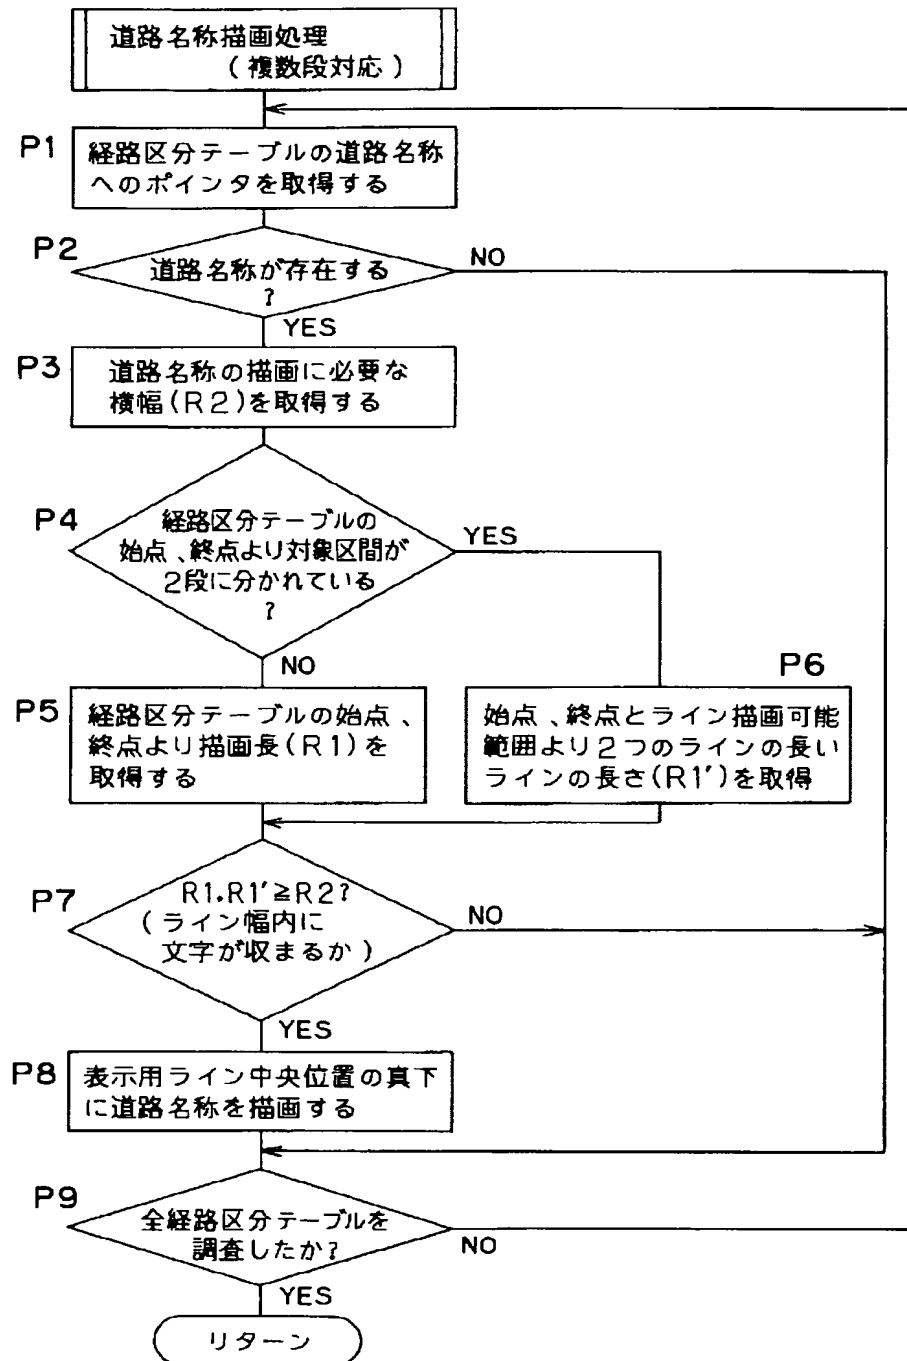 道路名称描画処理
(複数段対応)
P1
経路区分テーブルの道路名称
へのポインタを取得する
P2
道路名称が存在する
?
NO
YES
P3
道路名称の描画に必要な
横幅(R2)を取得する
P4
経路区分テーブルの
始点、終点より対象区間が
2段に分かれている
?
YES
NO
P5
経路区分テーブルの始点、
終点より描画長(R1)を
取得する
P6
始点、終点とライン描画可能
範囲より2つのラインの長い
ラインの長さ(R1')を取得
P7
R1.R1'≧R2?
(ライン幅内に
文字が収まるか)
NO
YES
P8
表示用ライン中央位置の真下
に道路名称を描画する
P9
全経路区分テーブルを
調査したか?
NO
YES
リターン